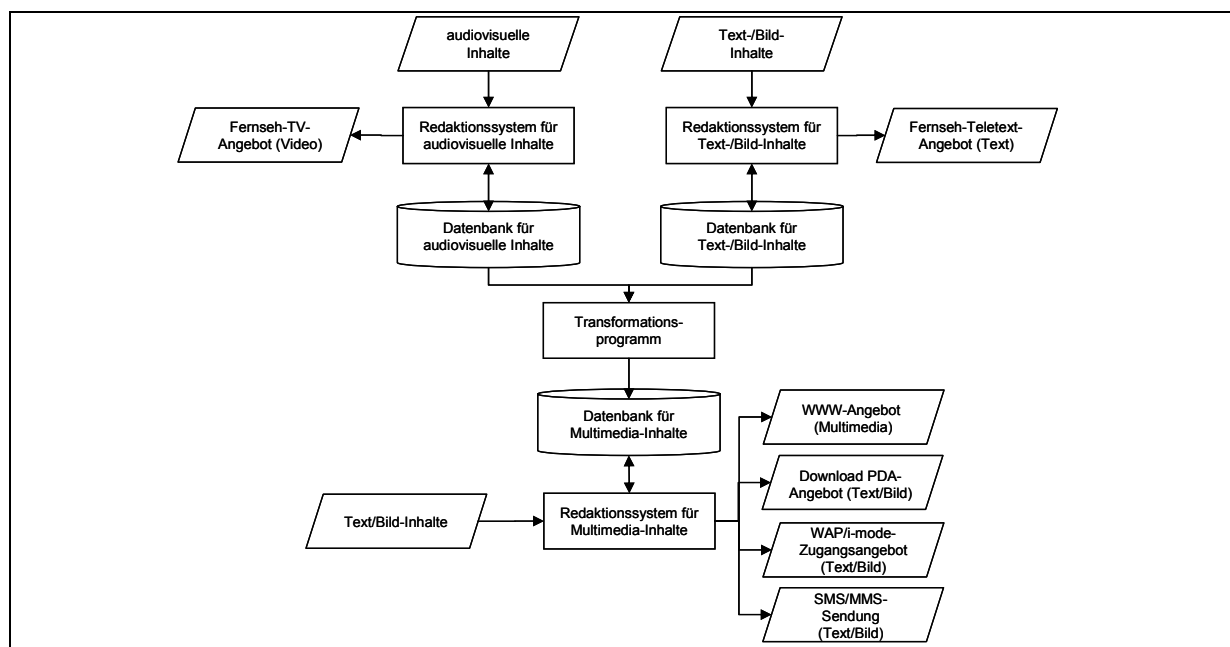 audiovisuelle
Inhalte
Text-/Bild-
Inhalte
Fernseh-TV-
Angebot (Video)
Redaktionssystem für
audiovisuelle Inhalte
Redaktionssystem für
Text-/Bild-Inhalte
Fernseh-Teletext-
Angebot (Text)
Datenbank für
audiovisuelle Inhalte
Datenbank für
Text-/Bild-Inhalte
Transformations-
programm
Datenbank für
Multimedia-Inhalte
WWW-Angebot
(Multimedia)
Download PDA-
Angebot (Text/Bild)
Text/Bild-Inhalte
Redaktionssystem für
Multimedia-Inhalte
WAP/i-mode-
Zugangsangebot
(Text/Bild)
SMS/MMS-
Sendung
(Text/Bild)